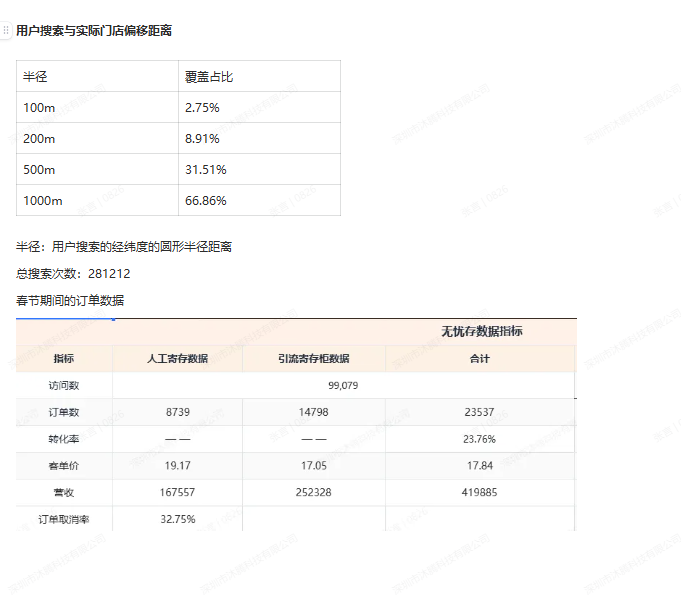 用户搜索与实际门店偏移距离
半径 覆盖占比
100m 2.75%
200m 8.91%
500m 31.51%
1000m 66.86%
半径：用户搜索的经纬度的圆形半径距离
总搜索次数：281212
春节期间的订单数据
无忧存数据指标
指标 人工寄存数据 引流寄存柜数据 合计
访问数 99,079
订单数 8739 14798 23537
转化率 —— —— 23.76%
客单价 19.17 17.05 17.84
营收 167557 252328 419885
订单取消率 32.75%